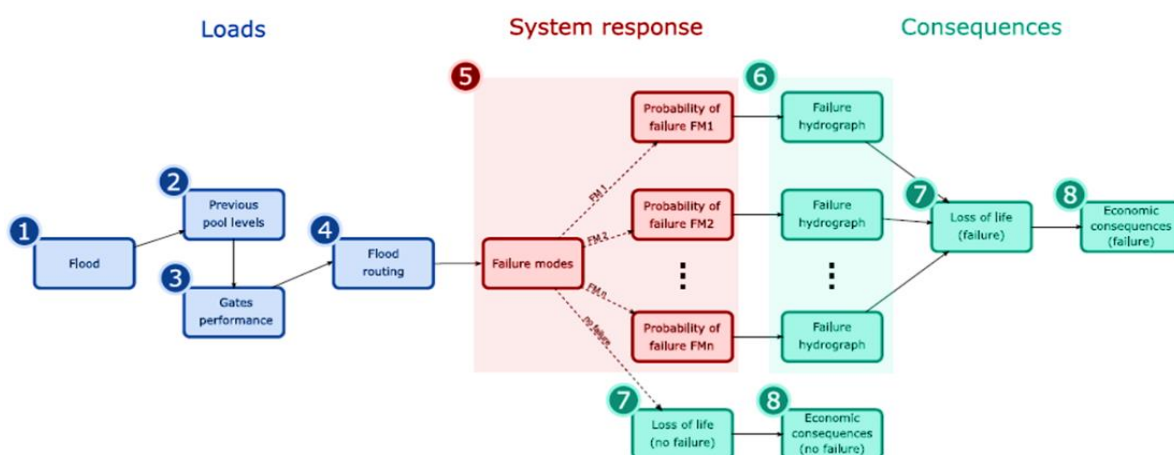 Loads
System response
Consequences
1
Flood
2
Previous
pool levels
3
Gates
performance
4
Flood
routing
5
Failure modes
FM 1
FM 2
FM n
no failure
Probability of
failure FM1
Probability of
failure FM2
Probability of
failure FMn
6
Failure
hydrograph
Failure
hydrograph
Failure
hydrograph
7
Loss of life
(failure)
8
Economic
consequences
(failure)
7
Loss of life
(no failure)
8
Economic
consequences
(no failure)